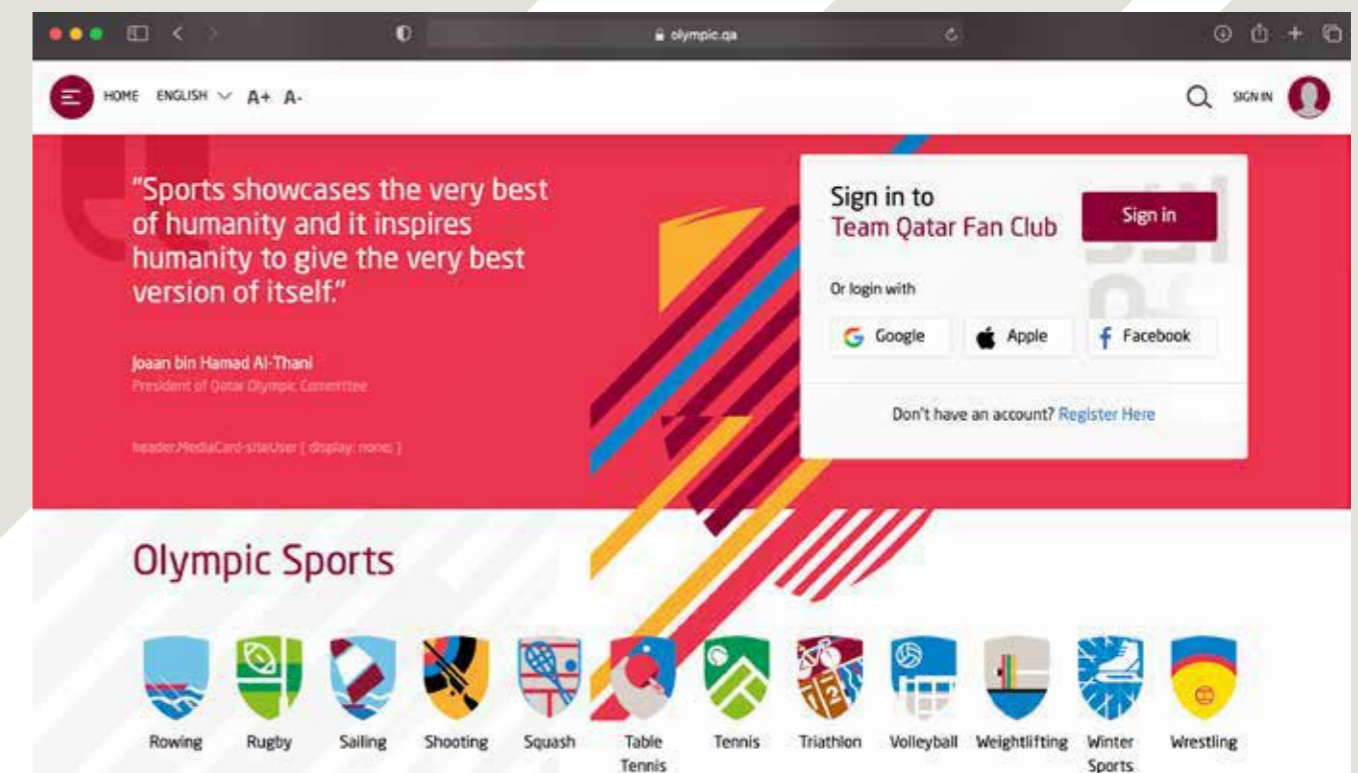 olympic.qa
HOME ENGLISH A+ A-
SIGN IN
"Sports showcases the very best
of humanity and it inspires
humanity to give the very best
version of itself."
Joaan bin Hamad Al-Thani
President of Qatar Olympic Committee
header.MediaCard-siteUser { display: none; }
Sign in to
Team Qatar Fan Club
Sign in
Or login with
Google Apple Facebook
Don't have an account? Register Here
Olympic Sports
Rowing Rugby Sailing Shooting Squash Table Tennis Triathlon Volleyball Weightlifting Winter Wrestling
Tennis Sports